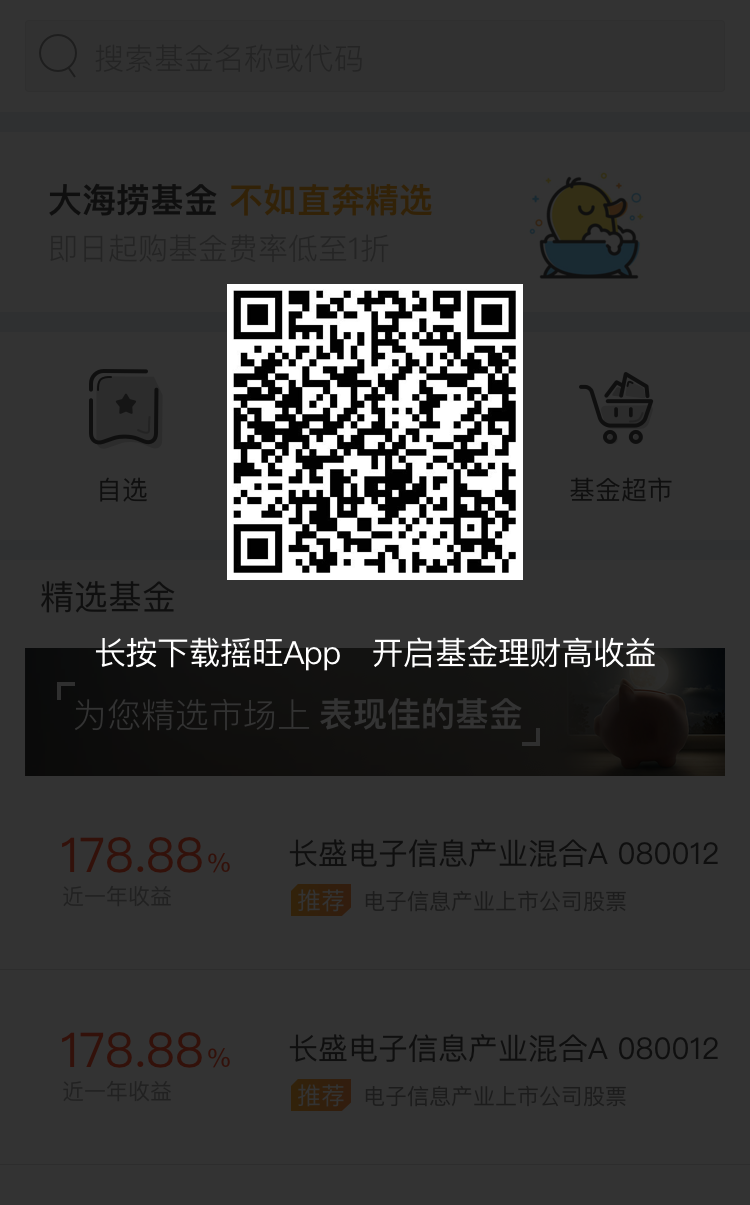 搜索基金名称或代码
大海捞基金 不如直奔精选
即日起购基金费率低至1折
自选
基金超市
精选基金
长按下载摇旺App 开启基金理财高收益
为您精选市场上 表现佳的基金
178.88% 长盛电子信息产业混合A 080012
近一年收益 推荐 电子信息产业上市公司股票
178.88% 长盛电子信息产业混合A 080012
近一年收益 推荐 电子信息产业上市公司股票